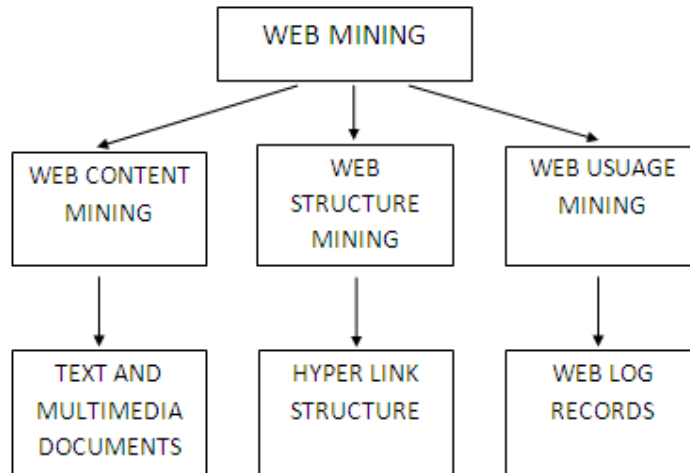 WEB MINING
WEB CONTENT
MINING
WEB
STRUCTURE
MINING
WEB USUAGE
MINING
TEXT AND
MULTIMEDIA
DOCUMENTS
HYPER LINK
STRUCTURE
WEB LOG
RECORDS